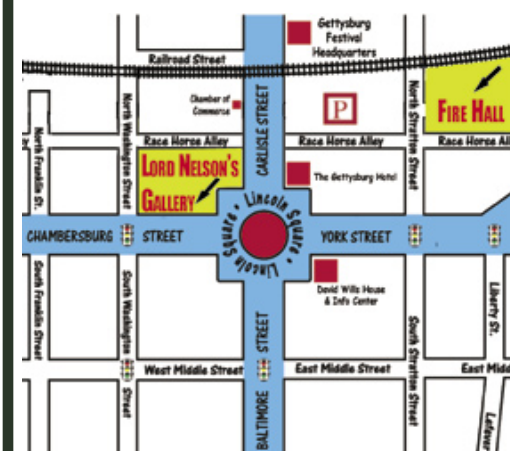 Gettysburg
Festival
Headquarters
Railroad Street
Chamber of
Commerce
CARLISLE STREET
P
FIRE HALL
North Franklin St.
North Washington Street
North Stratton Street
Race Horse Alley
Race Horse Alley
Race Horse Al
LORD NELSON'S
GALLERY
The Gettysburg Hotel
Lincoln Square • Lincoln Square •
CHAMBERSBURG STREET
YORK STREET
David Wills House
& Info Center
South Franklin Street
South Washington Street
BALTIMORE STREET
South Stratton Street
Liberty St.
West Middle Street
East Middle Street
East Midd
Lefever